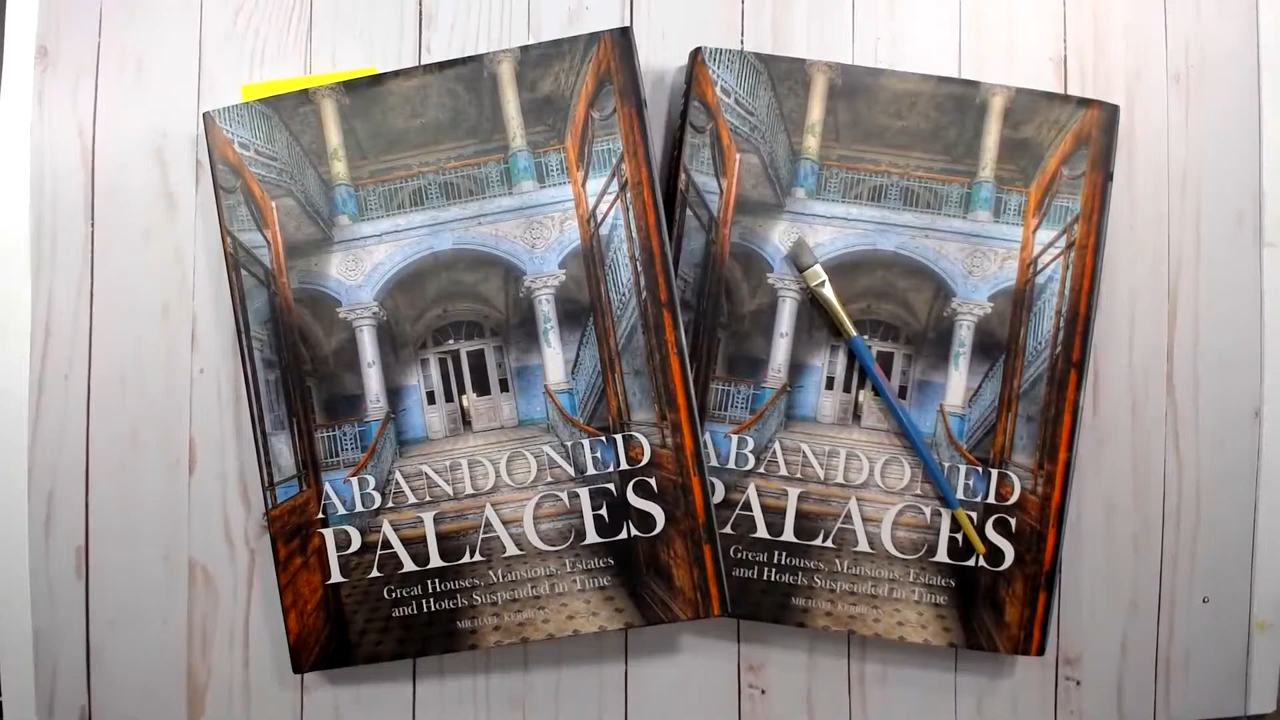 ABANDONED
PALACES
Great Houses, Mansions, Estates
and Hotels Suspended in Time
MICHAEL KERRIGAN
ABANDONED
PALACES
Great Houses, Mansions, Estates
and Hotels Suspended in Time
MICHAEL KERRIGAN